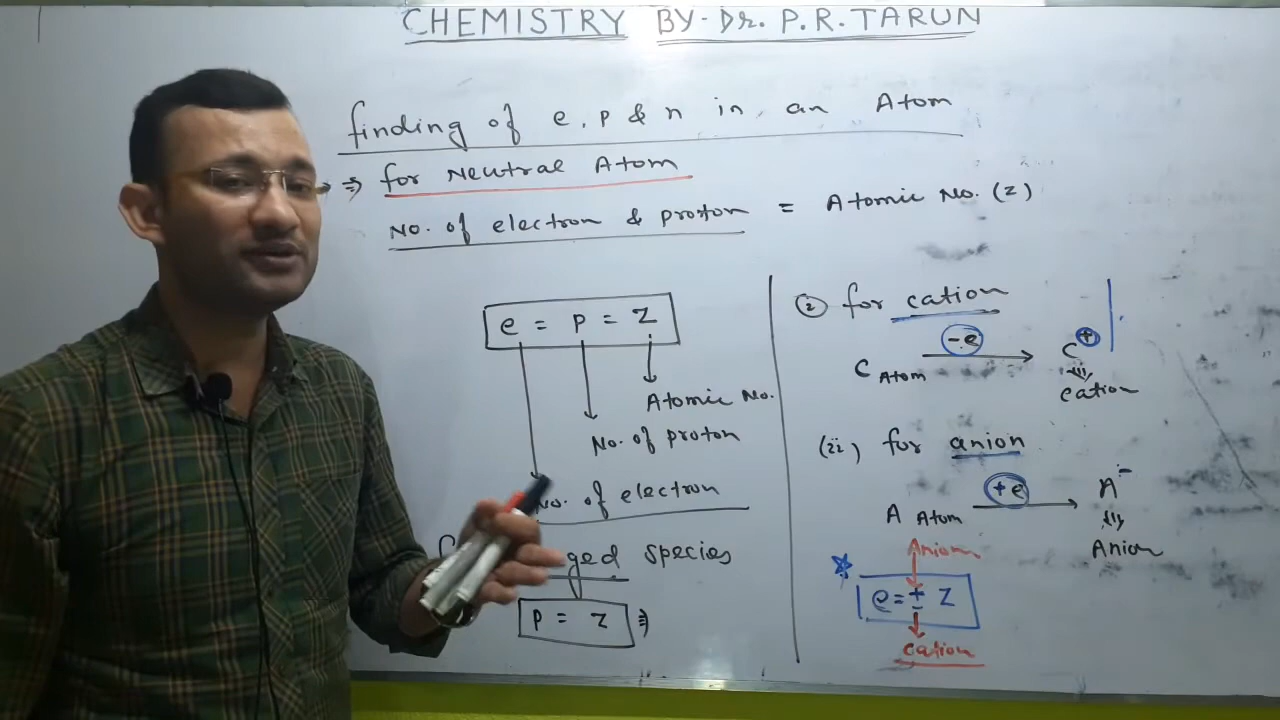 CHEMISTRY BY- Dr. P.R. TARUN
finding of e, p & n in an Atom
⇒ for Neutral Atom
No. of electron & proton = Atomic No. (Z)
e = p = Z
Atomic No.
No. of proton
No. of electron
ged species
p = Z ⇒
(i) for cation
C Atom -e C+
cation
(ii) for anion
A Atom +e A-
Anion
Anion
e = ± Z
cation